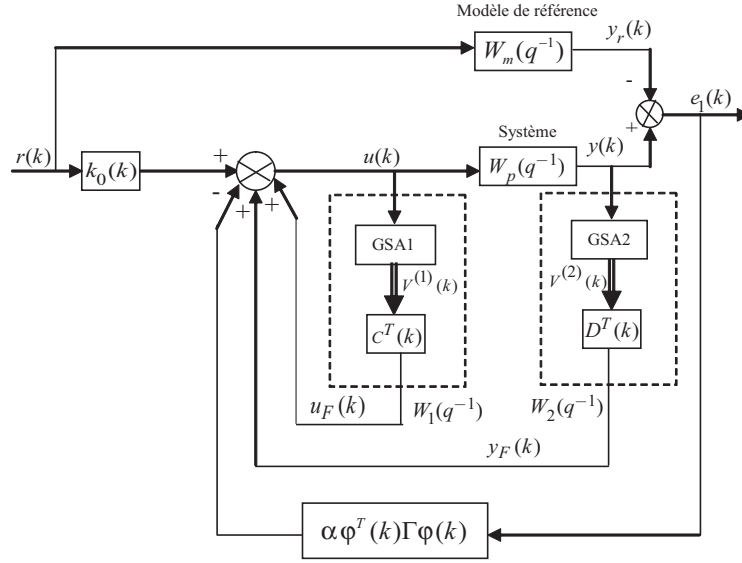 Modèle de référence
W_m(q^{-1})
y_r(k)
-
e_1(k)
+
Système
r(k)
k_0(k)
+
-
+
+
u(k)
W_p(q^{-1})
y(k)
GSA1
GSA2
V^{(1)}(k)
V^{(2)}(k)
C^T(k)
D^T(k)
u_F(k)
W_1(q^{-1})
W_2(q^{-1})
y_F(k)
αφ^T(k)Γφ(k)